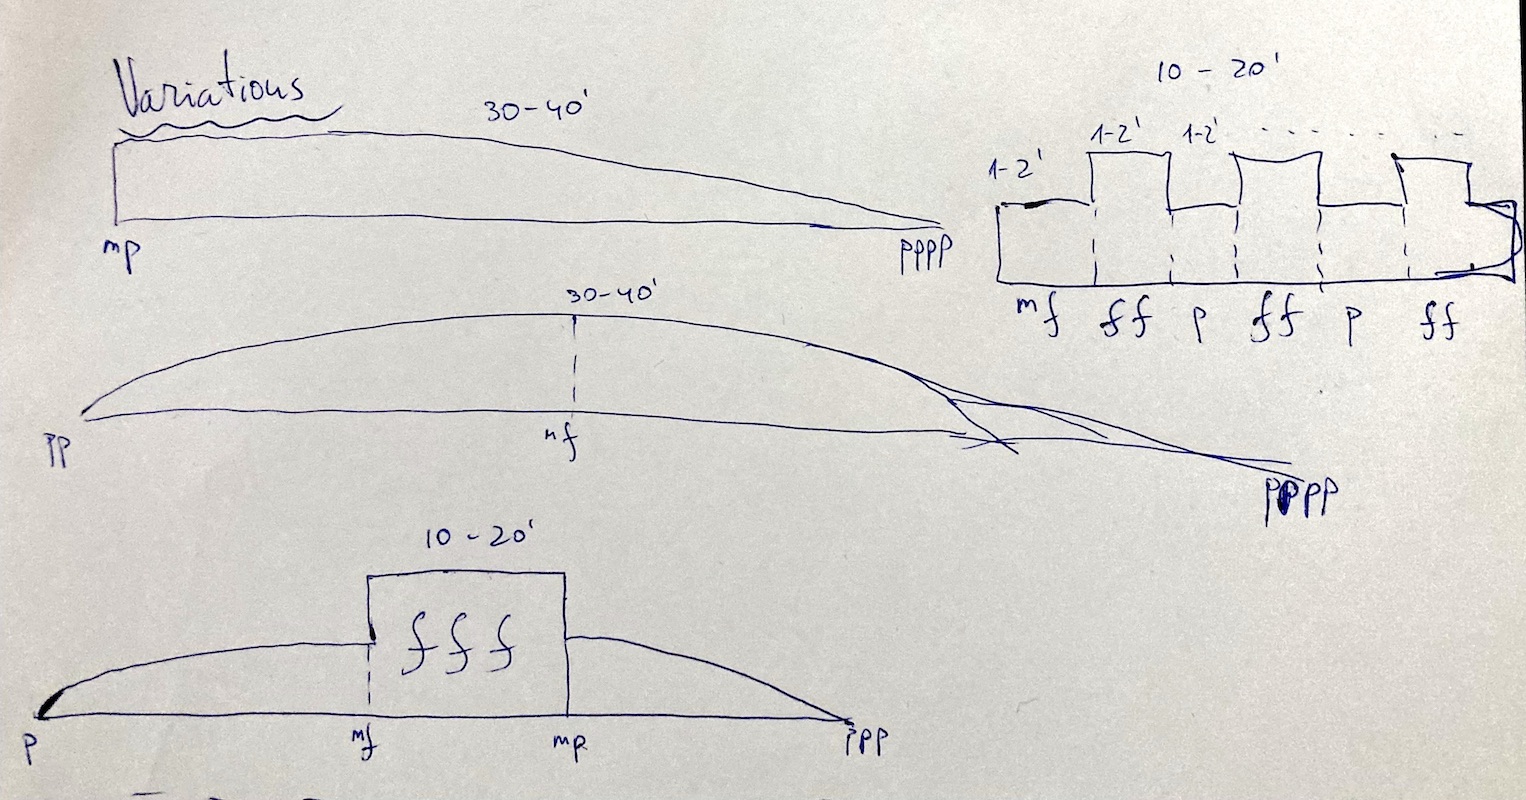 Variations
30-40'
mp pppp
10 - 20'
1-2' 1-2' 1-2' . . . . . . . . .
mf ff p ff p ff
30-40'
pp mf pppp
10 - 20'
fff
p mf mp ppp